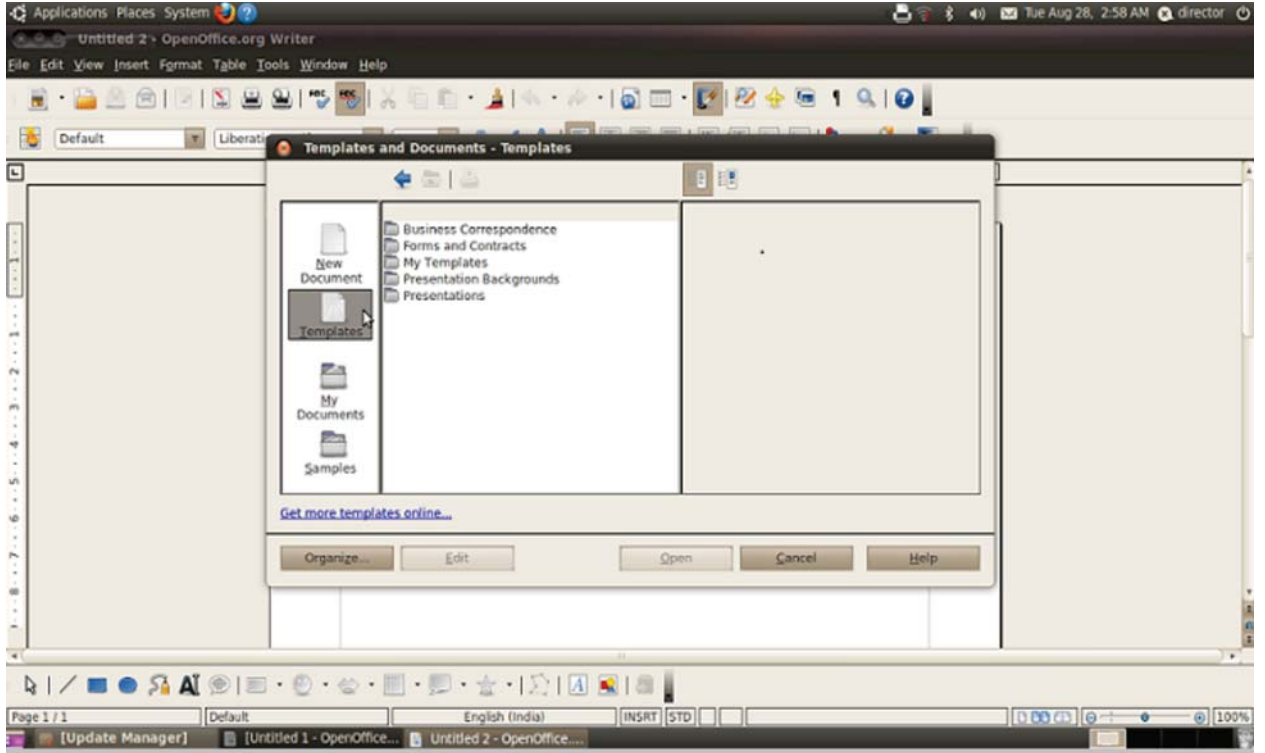 Applications Places System Tue Aug 28, 2:58 AM director
Untitled 2 - OpenOffice.org Writer
File Edit View Insert Format Table Tools Window Help
Default Liberati
Templates and Documents - Templates
New Document
Templates
My Documents
Samples
Business Correspondence
Forms and Contracts
My Templates
Presentation Backgrounds
Presentations
Get more templates online...
Organize... Edit Open Cancel Help
Page 1 / 1 Default English (India) INSRT STD 100%
[Update Manager] [Untitled 1 - OpenOffice... Untitled 2 - OpenOffice....